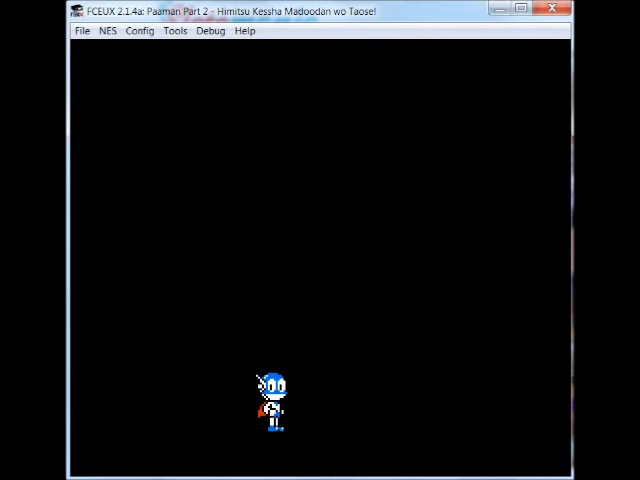 FCEUX 2.1.4a: Paaman Part 2 - Himitsu Kessha Madoodan wo Taose!
File NES Config Tools Debug Help